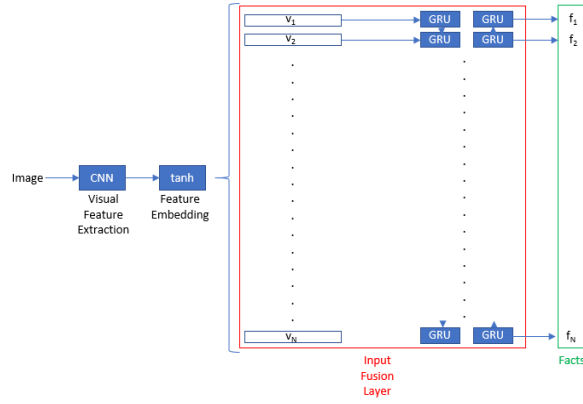 v1 GRU GRU f1
v2 GRU GRU f2
Image CNN tanh
Visual Feature
Feature Embedding
Extraction
vN GRU GRU fN
Input Facts
Fusion
Layer